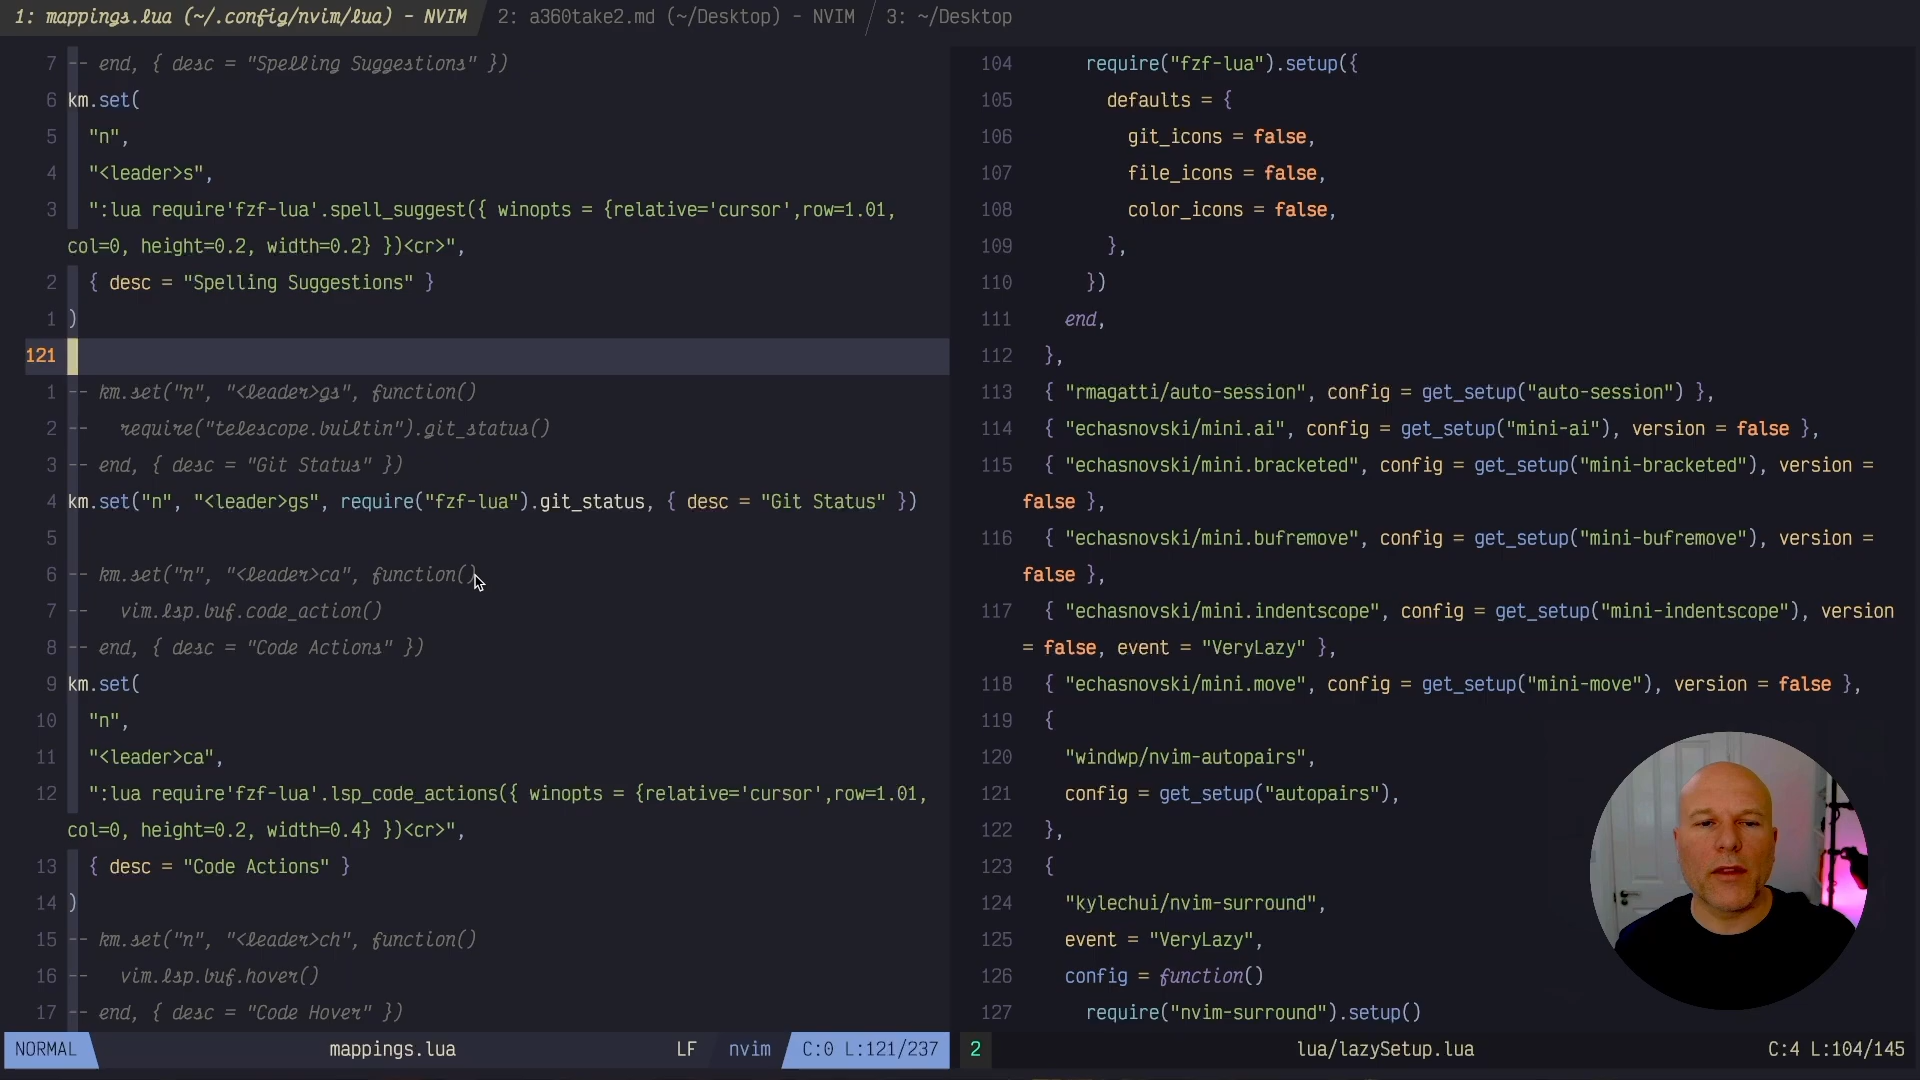 1: mappings.lua (~/.config/nvim/lua) - NVIM 2: a360take2.md (~/Desktop) - NVIM 3: ~/Desktop
7 -- end, { desc = "Spelling Suggestions" })
6 km.set(
5 "n",
4 "<leader>s",
3 ":lua require'fzf-lua'.spell_suggest({ winopts = {relative='cursor',row=1.01,
col=0, height=0.2, width=0.2} })<cr>",
2 { desc = "Spelling Suggestions" }
1 )
121
1 -- km.set("n", "<leader>gs", function()
2 -- require("telescope.builtin").git_status()
3 -- end, { desc = "Git Status" })
4 km.set("n", "<leader>gs", require("fzf-lua").git_status, { desc = "Git Status" })
5
6 -- km.set("n", "<leader>ca", function()
7 -- vim.lsp.buf.code_action()
8 -- end, { desc = "Code Actions" })
9 km.set(
10 "n",
11 "<leader>ca",
12 ":lua require'fzf-lua'.lsp_code_actions({ winopts = {relative='cursor',row=1.01,
col=0, height=0.2, width=0.4} })<cr>",
13 { desc = "Code Actions" }
14 )
15 -- km.set("n", "<leader>ch", function()
16 -- vim.lsp.buf.hover()
17 -- end, { desc = "Code Hover" })
NORMAL mappings.lua LF nvim C:0 L:121/237
104 require("fzf-lua").setup({
105 defaults = {
106 git_icons = false,
107 file_icons = false,
108 color_icons = false,
109 },
110 })
111 end,
112 },
113 { "rmagatti/auto-session", config = get_setup("auto-session") },
114 { "echasnovski/mini.ai", config = get_setup("mini-ai"), version = false },
115 { "echasnovski/mini.bracketed", config = get_setup("mini-bracketed"), version =
false },
116 { "echasnovski/mini.bufremove", config = get_setup("mini-bufremove"), version =
false },
117 { "echasnovski/mini.indentscope", config = get_setup("mini-indentscope"), version
= false, event = "VeryLazy" },
118 { "echasnovski/mini.move", config = get_setup("mini-move"), version = false },
119 {
120 "windwp/nvim-autopairs",
121 config = get_setup("autopairs"),
122 },
123 {
124 "kylechui/nvim-surround",
125 event = "VeryLazy",
126 config = function()
127 require("nvim-surround").setup()
2 lua/lazySetup.lua C:4 L:104/145